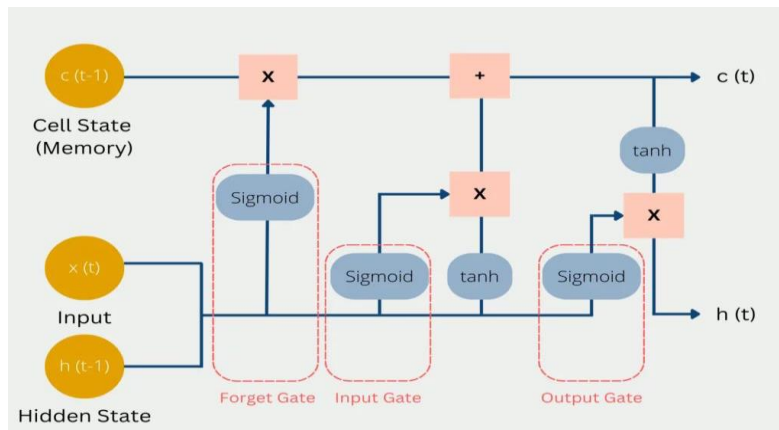 c (t-1)
X
+
c (t)
Cell State
(Memory)
tanh
Sigmoid
X
X
x (t)
Sigmoid
tanh
Sigmoid
Input
h (t)
h (t-1)
Forget Gate
Input Gate
Output Gate
Hidden State